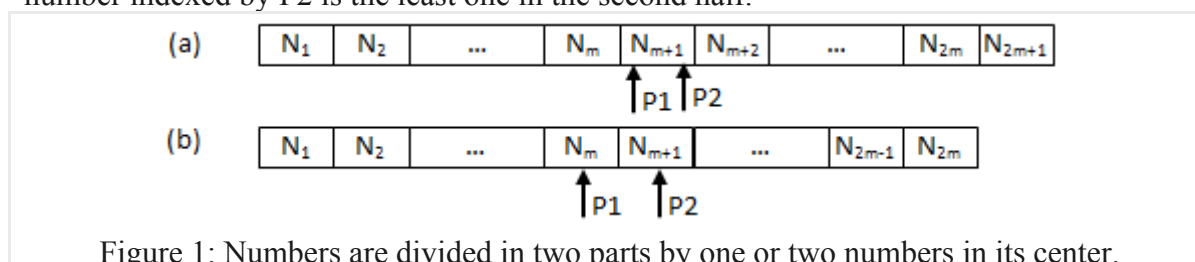 number indexed by P2 is the least one in the second half.
(a) N1 N2 ... Nm Nm+1 Nm+2 ... N2m N2m+1
P1 P2
(b) N1 N2 ... Nm Nm+1 ... N2m-1 N2m
P1 P2
Figure 1: Numbers are divided in two parts by one or two numbers in its center.